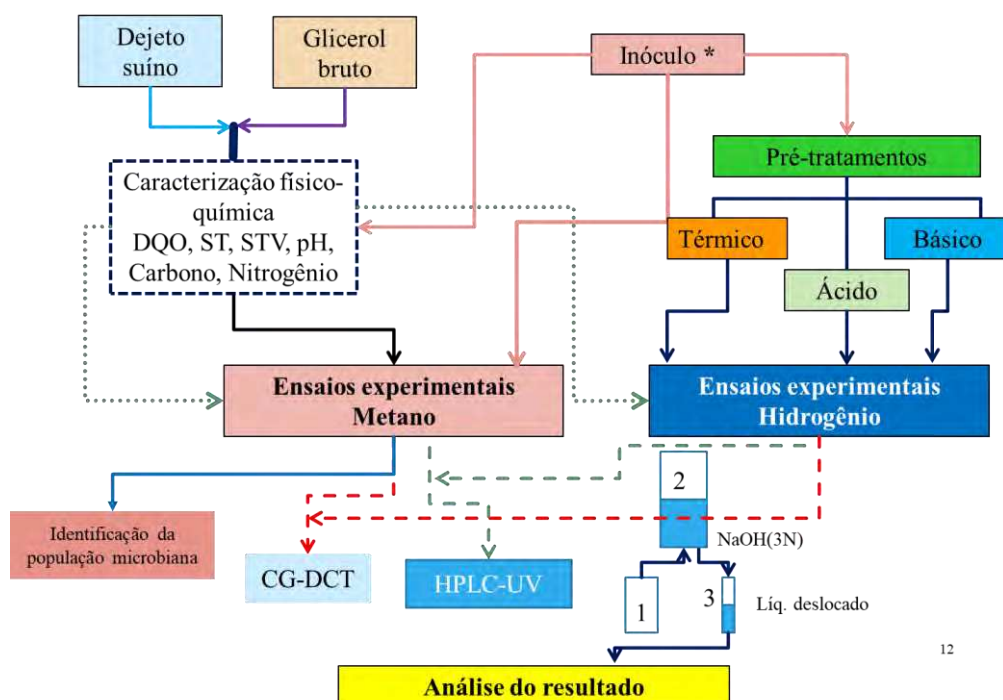 Dejeto
suíno
Glicerol
bruto
Inóculo *
Pré-tratamentos
Caracterização físico-
química
DQO, ST, STV, pH,
Carbono, Nitrogênio
Térmico
Básico
Ácido
Ensaios experimentais
Metano
Ensaios experimentais
Hidrogênio
2
NaOH(3N)
Identificação da
população microbiana
CG-DCT
HPLC-UV
1
3
Líq. deslocado
12
Análise do resultado